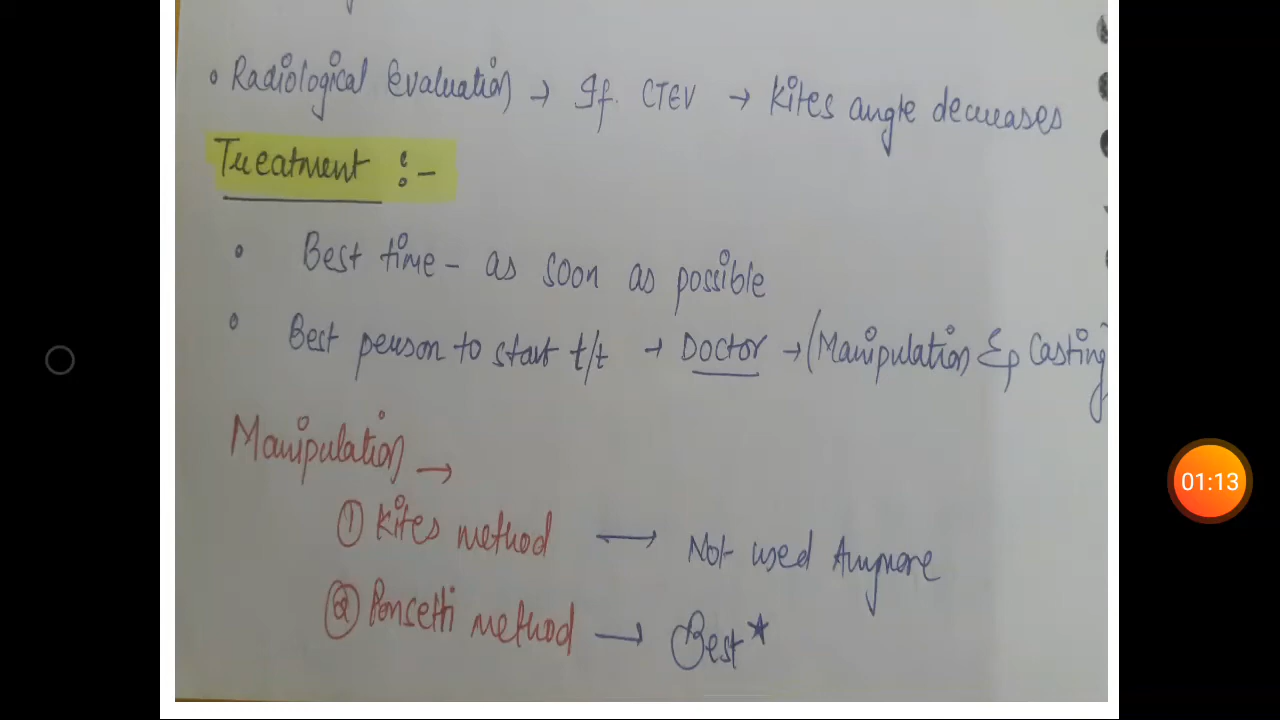 • Radiological Evaluation → If CTEV → Kites angle decreases
Treatment :-
• Best time - as soon as possible
• Best person to start t/t → Doctor → (Manipulation & Casting)
Manipulation →
① Kites method → Not used Anymore
② Ponsetti method → Best*
01:13